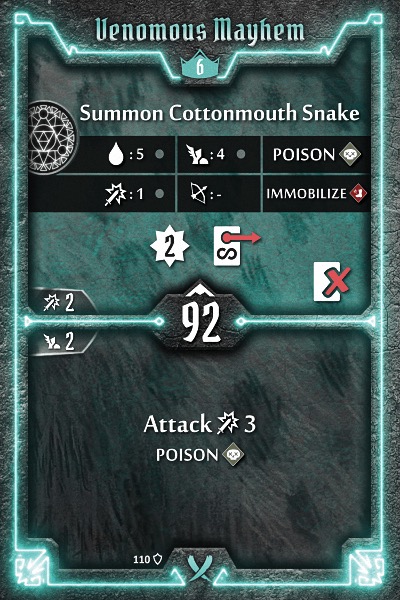 Venomous Mayhem
6
Summon Cottonmouth Snake
: 5 : 4 POISON
: 1 : - IMMOBILIZE
2
2
92
2
Attack 3
POISON
110